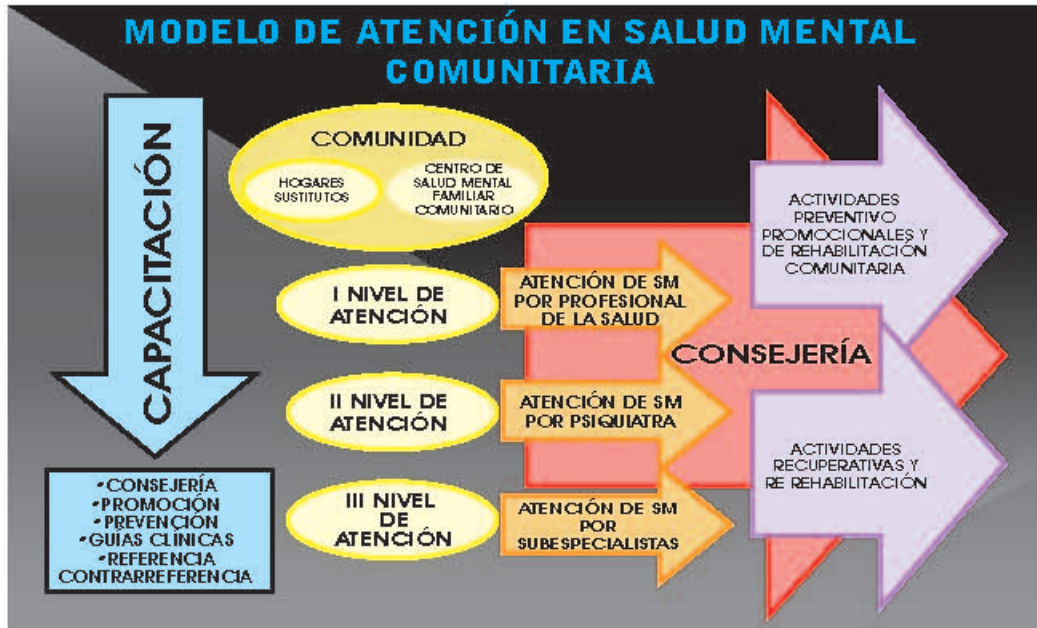 MODELO DE ATENCIÓN EN SALUD MENTAL
COMUNITARIA
CAPACITACIÓN
•CONSEJERÍA
•PROMOCIÓN
•PREVENCIÓN
•GUÍAS CLÍNICAS
•REFERENCIA
CONTRARREFERENCIA
COMUNIDAD
HOGARES
SUSTITUTOS
CENTRO DE
SALUD MENTAL
FAMILIAR
COMUNITARIO
I NIVEL DE
ATENCIÓN
ATENCIÓN DE SM
POR PROFESIONAL
DE LA SALUD
II NIVEL DE
ATENCIÓN
ATENCIÓN DE SM
POR PSIQUIATRA
III NIVEL
DE
ATENCIÓN
ATENCIÓN DE SM
POR
SUBESPECIALISTAS
CONSEJERÍA
ACTIVIDADES
PREVENTIVO
PROMOCIONALES Y
DE REHABILITACIÓN
COMUNITARIA
ACTIVIDADES
RECUPERATIVAS Y
RE REHABILITACIÓN